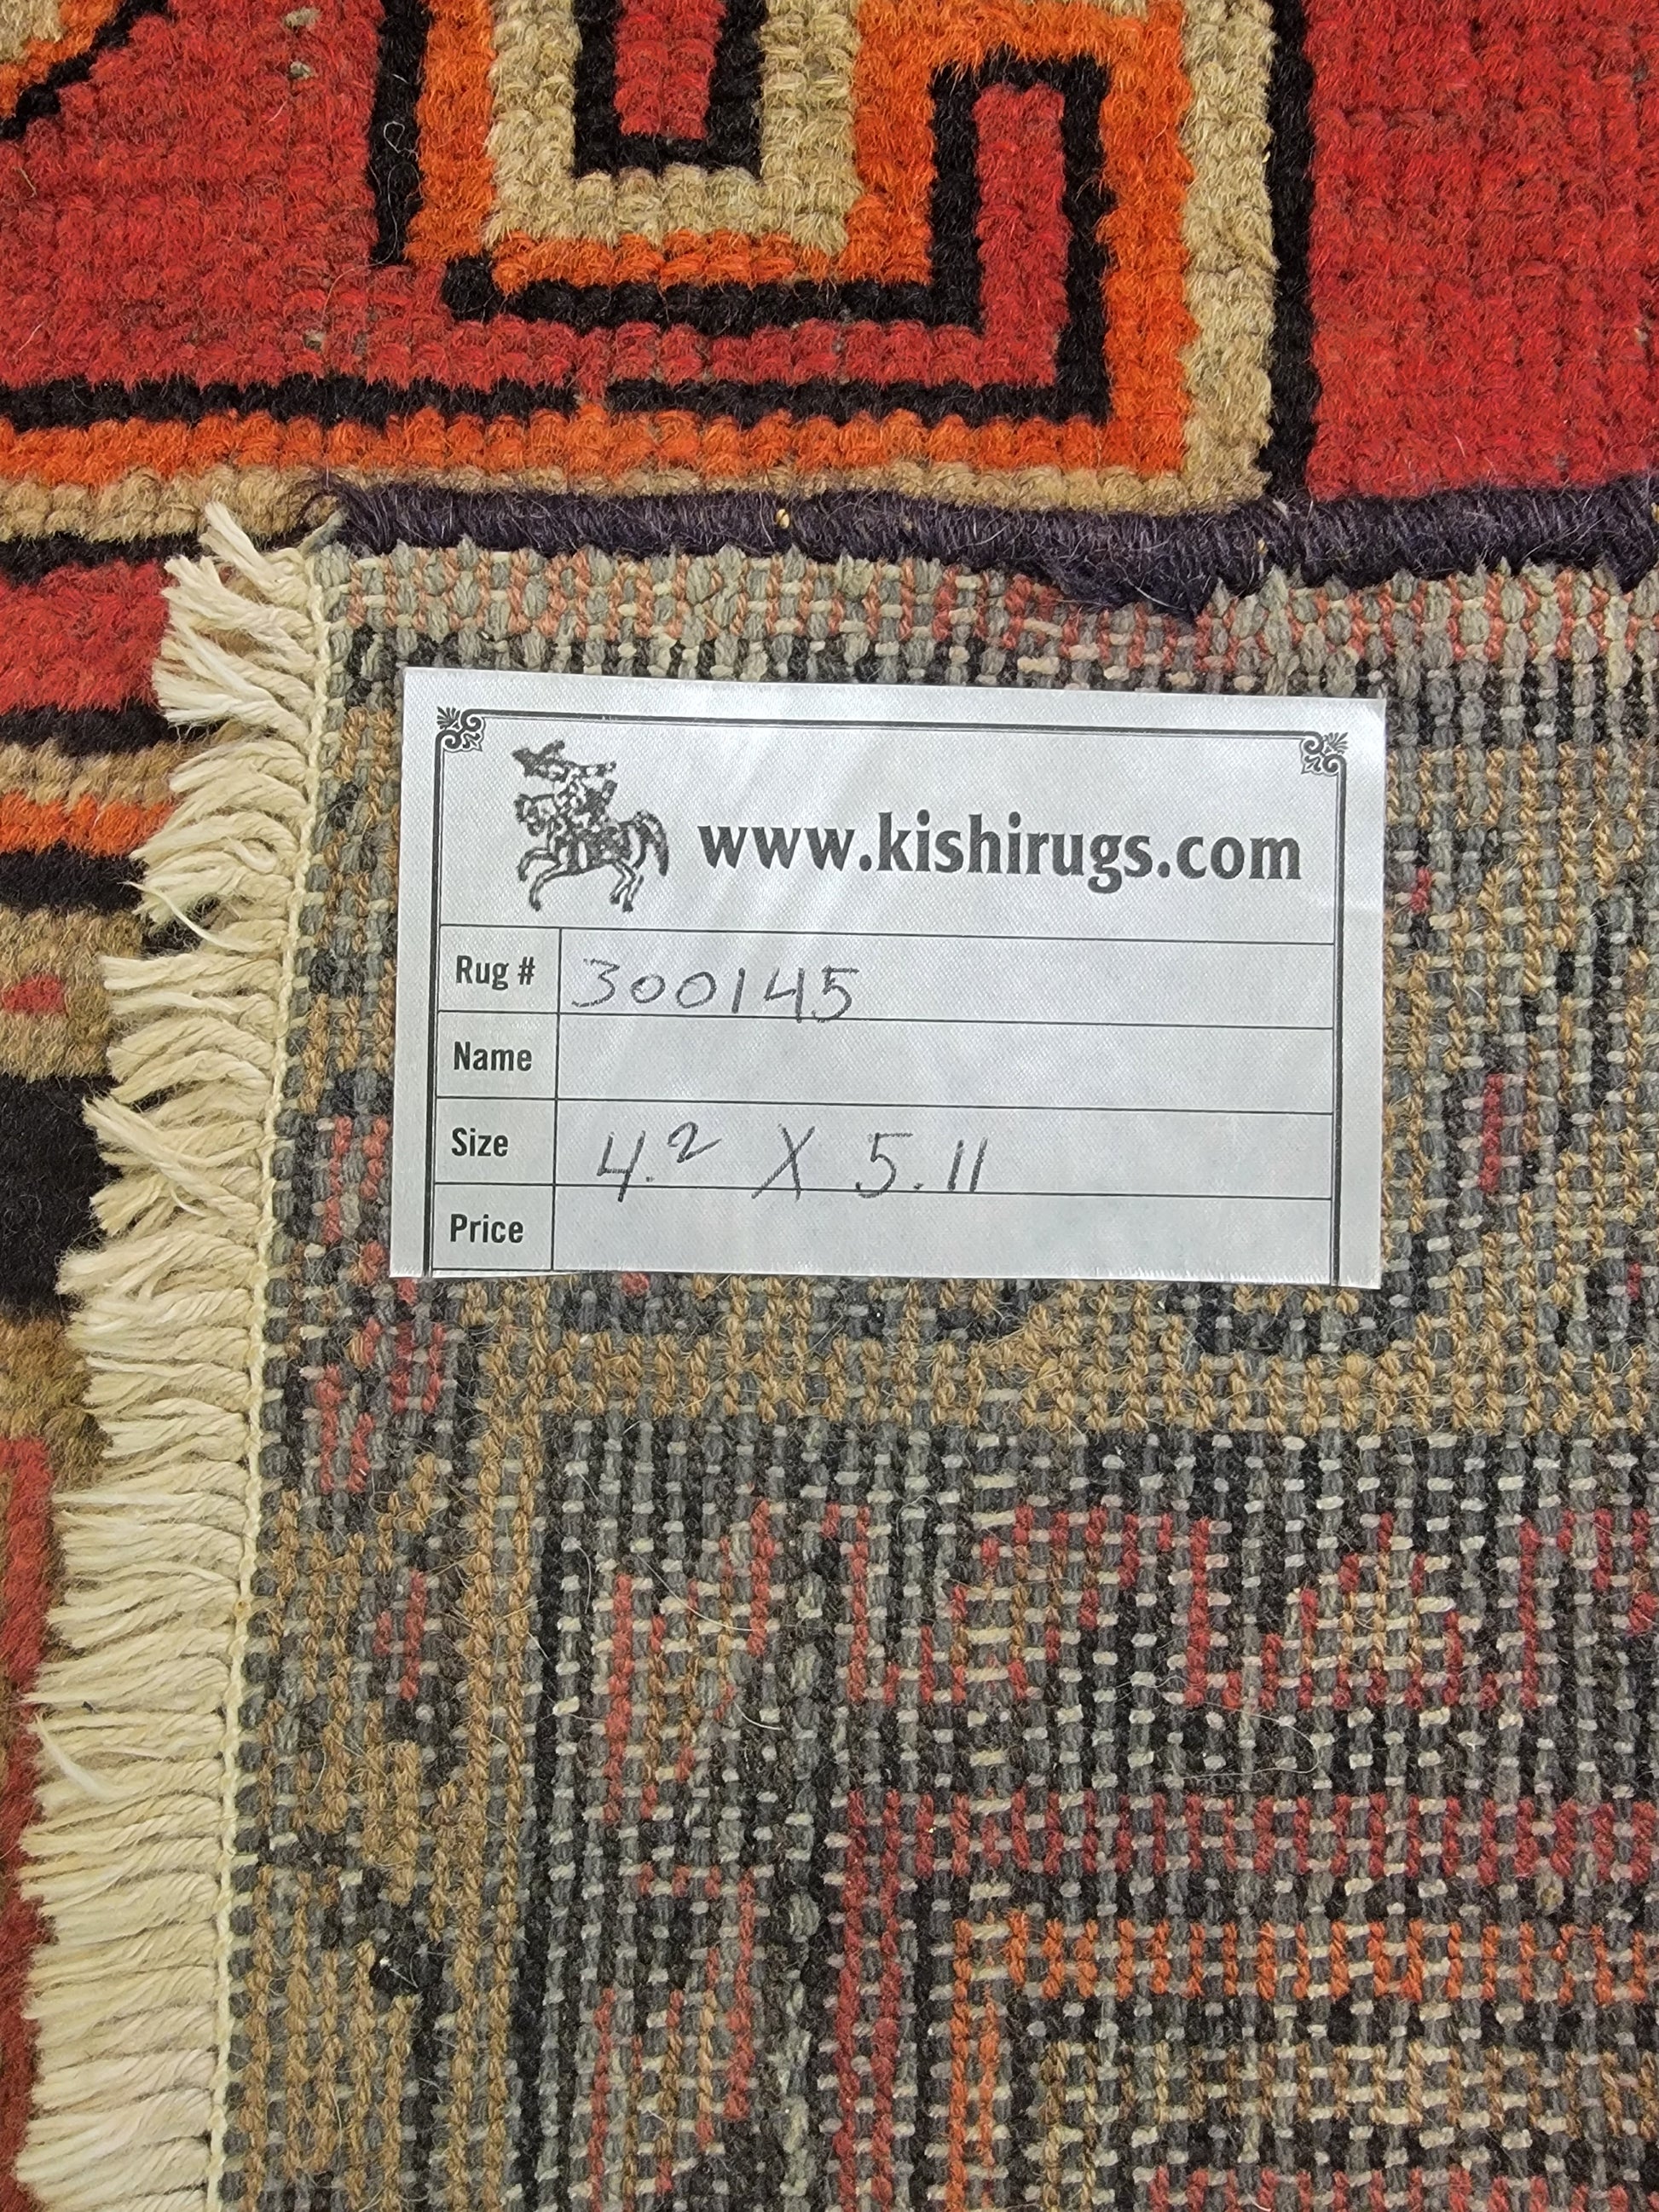 www.kishirugs.com
Rug # 300145
Name
Size 4.2 X 5.11
Price